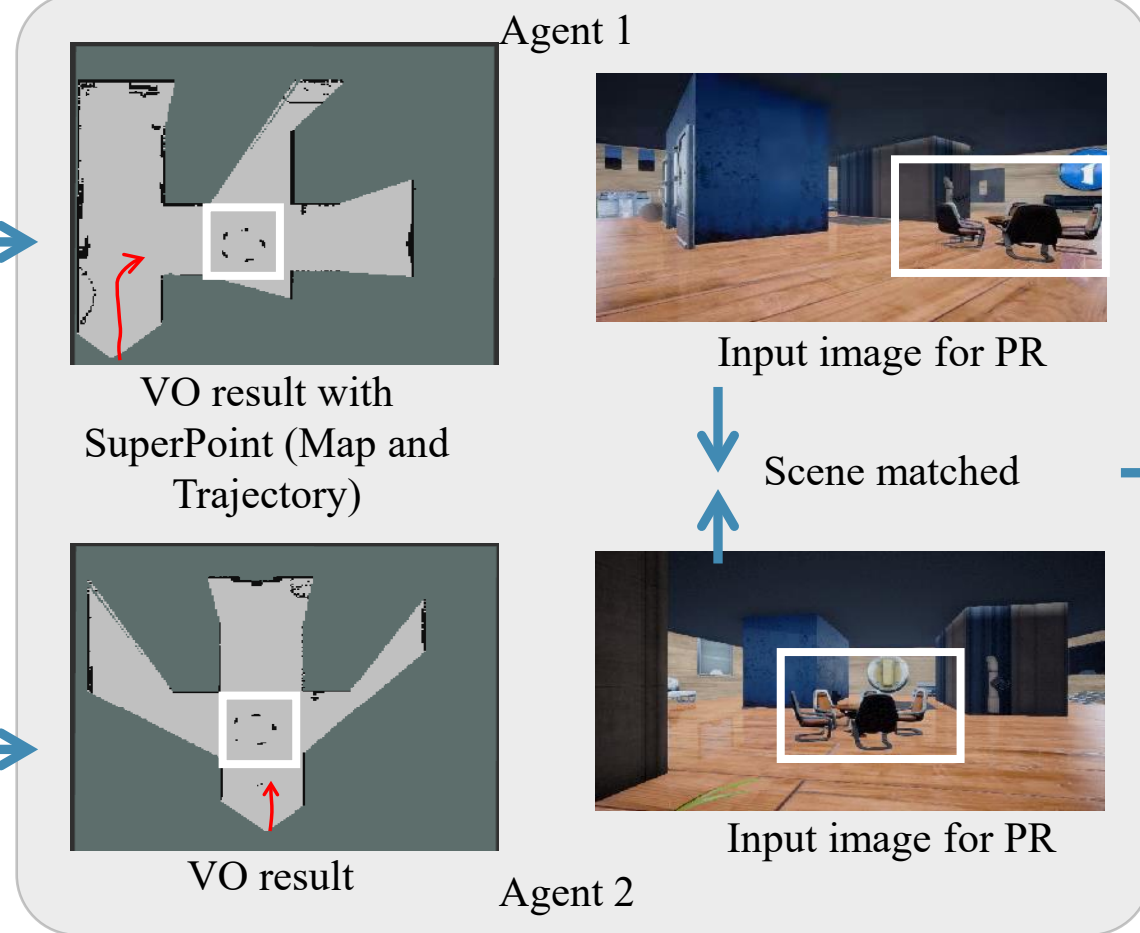 Agent 1
Input image for PR
VO result with
SuperPoint (Map and
Trajectory)
Scene matched
VO result
Input image for PR
Agent 2